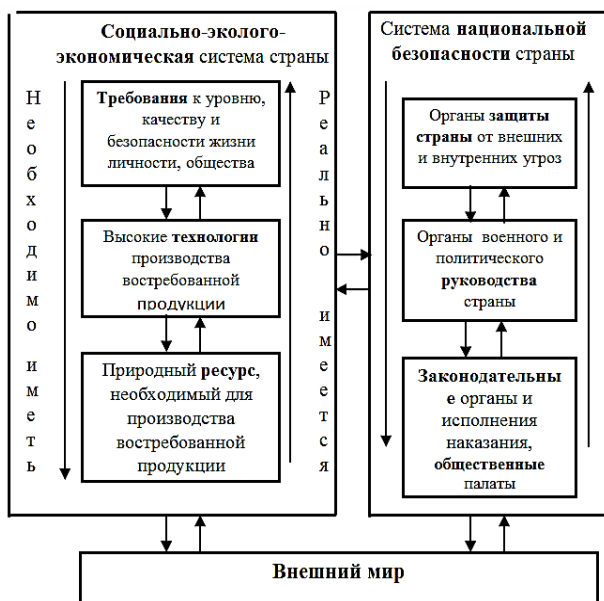 Социально-эколого-
экономическая система страны
Необходимо иметь
Требования к уровню,
качеству и
безопасности жизни
личности, общества
Высокие технологии
производства
востребованной
продукции
Природный ресурс,
необходимый для
производства
востребованной
продукции
Реально имеется
Система национальной
безопасности страны
Органы защиты
страны от внешних
и внутренних угроз
Органы военного и
политического
руководства
страны
Законодательны
е органы и
исполнения
наказания,
общественные
палаты
Внешний мир